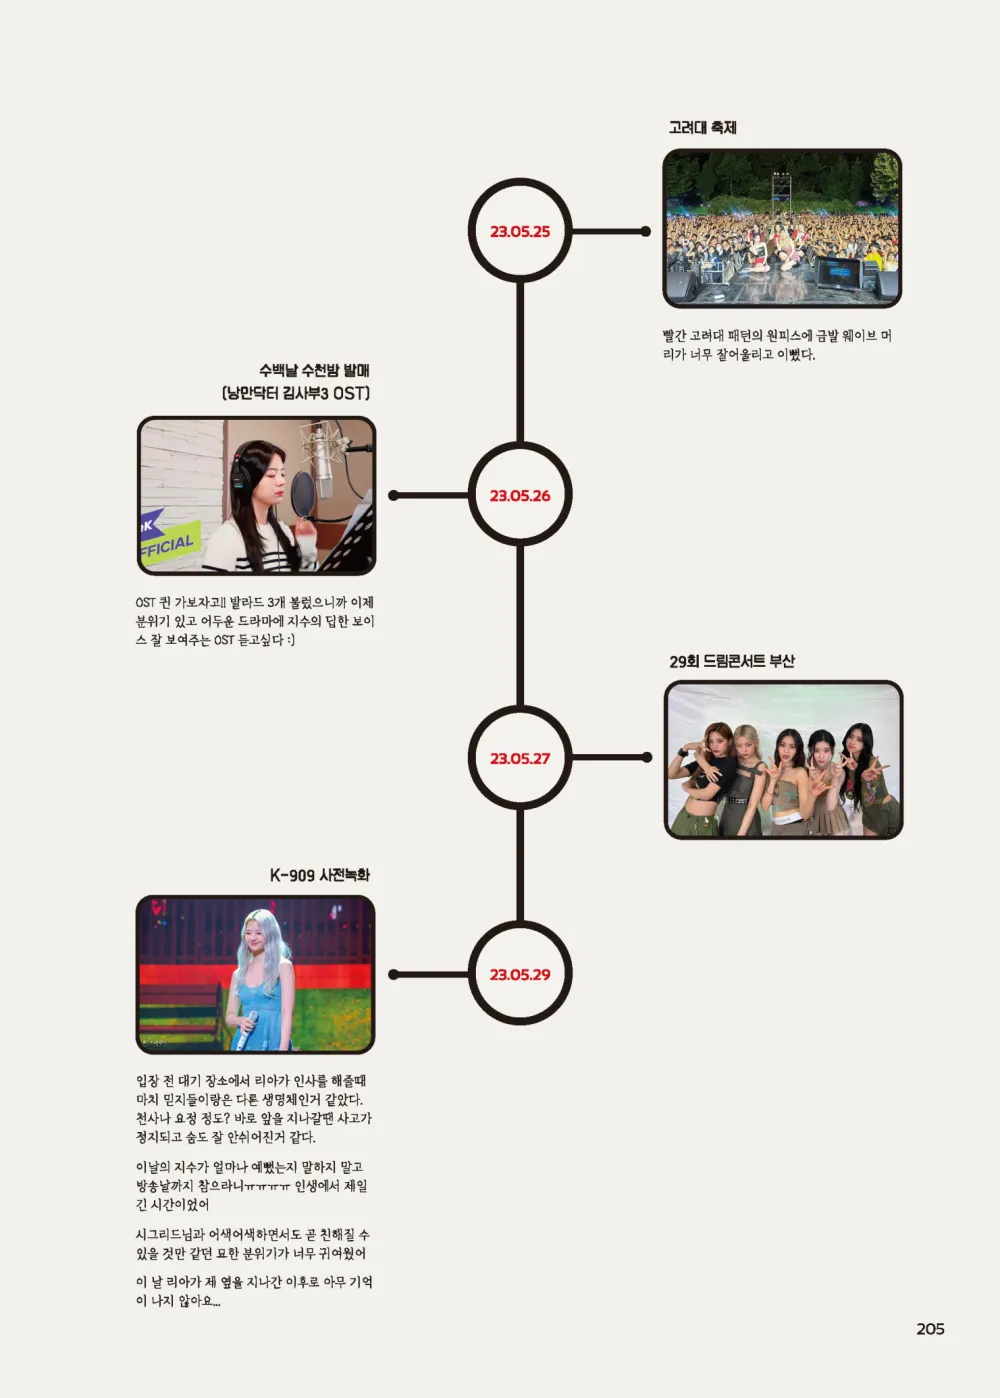 고려대 축제
23.05.25
빨간 고려대 패턴의 원피스에 금발 웨이브 머
리가 너무 잘어울리고 이뻤다.
수백날 수천밤 발매
(낭만닥터 김사부3 OST)
23.05.26
eK
FFICIAL
OST 퀸 가보자고!! 발라드 3개 불렀으니까 이제
분위기 있고 어두운 드라마에 지수의 딥한 보이
스 잘 보여주는 OST 듣고싶다 :)
29회 드림콘서트 부산
23.05.27
K-909 사전녹화
23.05.29
입장 전 대기 장소에서 리아가 인사를 해줄때
마치 믿지들이랑은 다른 생명체인거 같았다.
천사나 요정 정도? 바로 앞을 지나갈땐 사고가
정지되고 숨도 잘 안쉬어진거 같다.
이날의 지수가 얼마나 예뻤는지 말하지 말고
방송날까지 참으라니ㅠㅠㅠㅠ 인생에서 제일
긴 시간이었어
시그리드님과 어색어색하면서도 곧 친해질 수
있을 것만 같던 묘한 분위기가 너무 귀여웠어
이 날 리아가 제 옆을 지나간 이후로 아무 기억
이 나지 않아요...
205